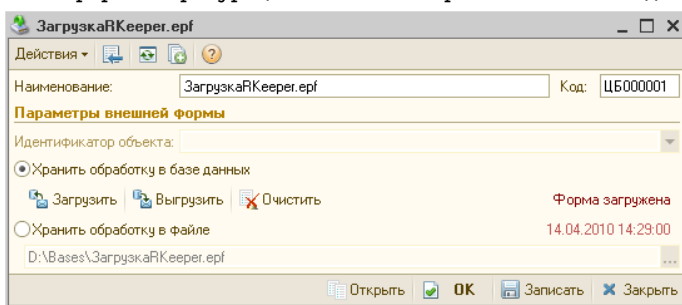 ЗагрузкаRKeeper.epf
Действия
Наименование: ЗагрузкаRKeeper.epf Код: ЦБ000001
Параметры внешней формы
Идентификатор объекта:
Хранить обработку в базе данных
Загрузить Выгрузить Очистить Форма загружена
Хранить обработку в файле 14.04.2010 14:29:00
D:\Bases\ЗагрузкаRKeeper.epf ...
Открыть OK Записать Закрыть